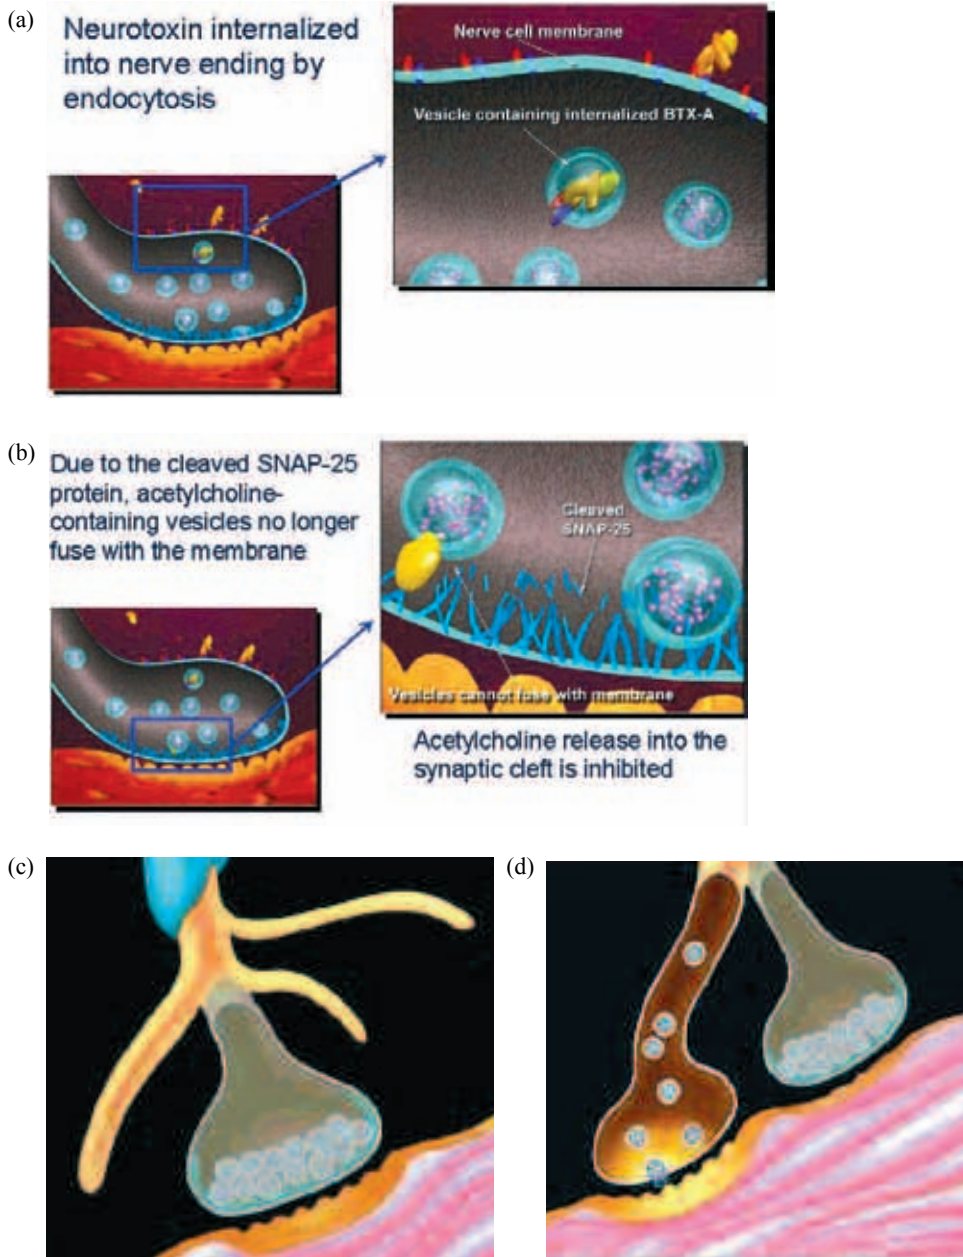 (a)
Neurotoxin internalized
into nerve ending by
endocytosis
Nerve cell membrane
Vesicle containing internalized BTX-A
(b)
Due to the cleaved SNAP-25
protein, acetylcholine-
containing vesicles no longer
fuse with the membrane
Cleaved
SNAP-25
Vesicles cannot fuse with membrane
Acetylcholine release into the
synaptic cleft is inhibited
(c)
(d)